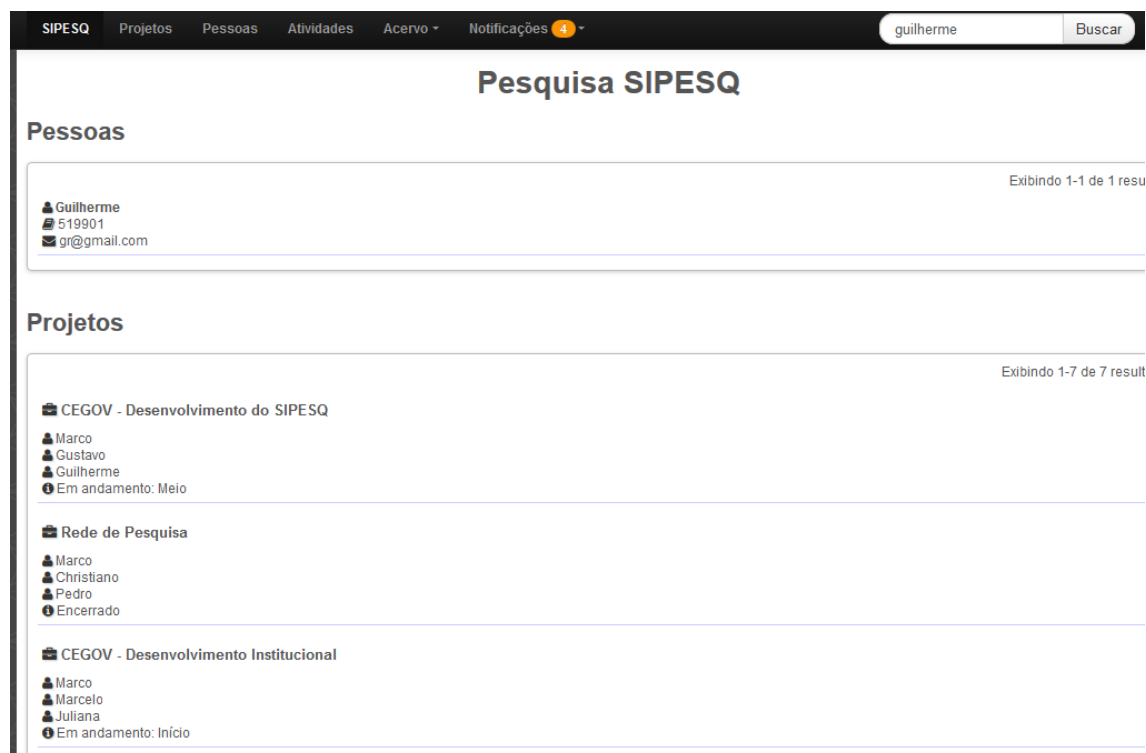 SIPESQ Projetos Pessoas Atividades Acervo Notificações 4 guilherme Buscar
Pesquisa SIPESQ
Pessoas
Exibindo 1-1 de 1 resu
Guilherme
519901
gr@gmail.com
Projetos
Exibindo 1-7 de 7 result
CEGOV - Desenvolvimento do SIPESQ
Marco
Gustavo
Guilherme
Em andamento: Meio
Rede de Pesquisa
Marco
Christiano
Pedro
Encerrado
CEGOV - Desenvolvimento Institucional
Marco
Marcelo
Juliana
Em andamento: Início